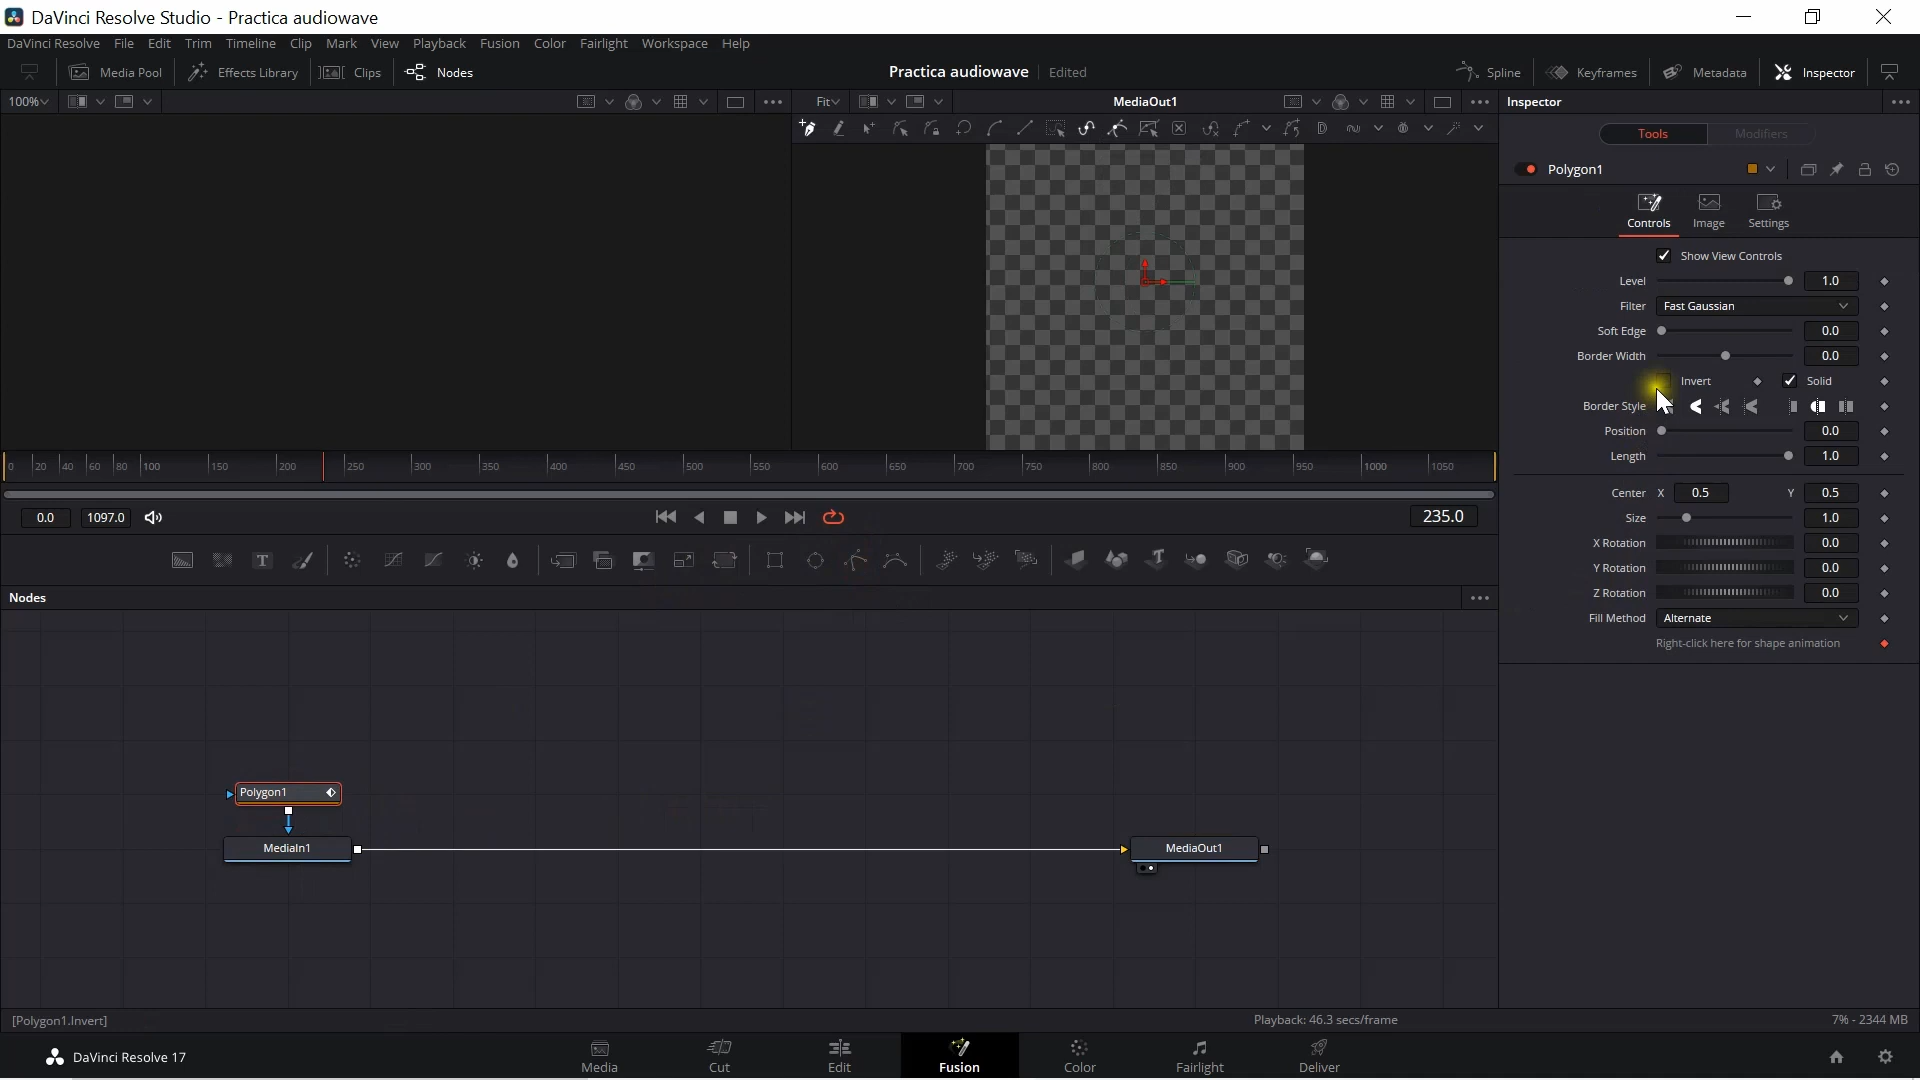 DaVinci Resolve Studio - Practica audiowave
DaVinci Resolve File Edit Trim Timeline Clip Mark View Playback Fusion Color Fairlight Workspace Help
Media Pool Effects Library Clips Nodes Practica audiowave Edited Spline Keyframes Metadata Inspector
100% Fit MediaOut1 Inspector
Tools Modifiers
Polygon1
Controls Image Settings
Show View Controls
Level 1.0
Filter Fast Gaussian
Soft Edge 0.0
Border Width 0.0
Invert Solid
Border Style
Position 0.0
Length 1.0
0 20 40 60 80 100 150 200 250 300 350 400 450 500 550 600 650 700 750 800 850 900 950 1000 1050
Center X 0.5 Y 0.5
0.0 1097.0 235.0
Size 1.0
X Rotation 0.0
Y Rotation 0.0
Z Rotation 0.0
Fill Method Alternate
Right-click here for shape animation
Nodes
Polygon1
MediaIn1 MediaOut1
[Polygon1.Invert] Playback: 46.3 secs/frame 7% - 2344 MB
DaVinci Resolve 17 Media Cut Edit Fusion Color Fairlight Deliver